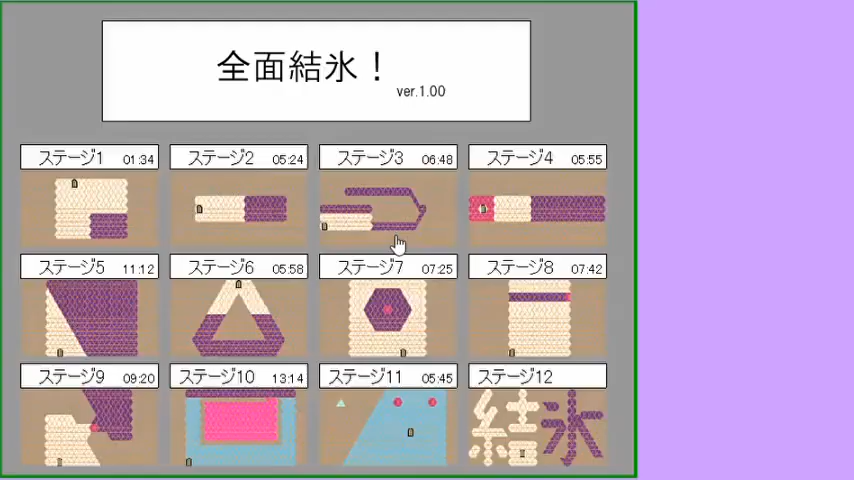 全面結氷！
ver.1.00
ステージ1 01:34
ステージ2 05:24
ステージ3 06:48
ステージ4 05:55
ステージ5 11:12
ステージ6 05:58
ステージ7 07:25
ステージ8 07:42
ステージ9 09:20
ステージ10 13:14
ステージ11 05:45
ステージ12
結氷